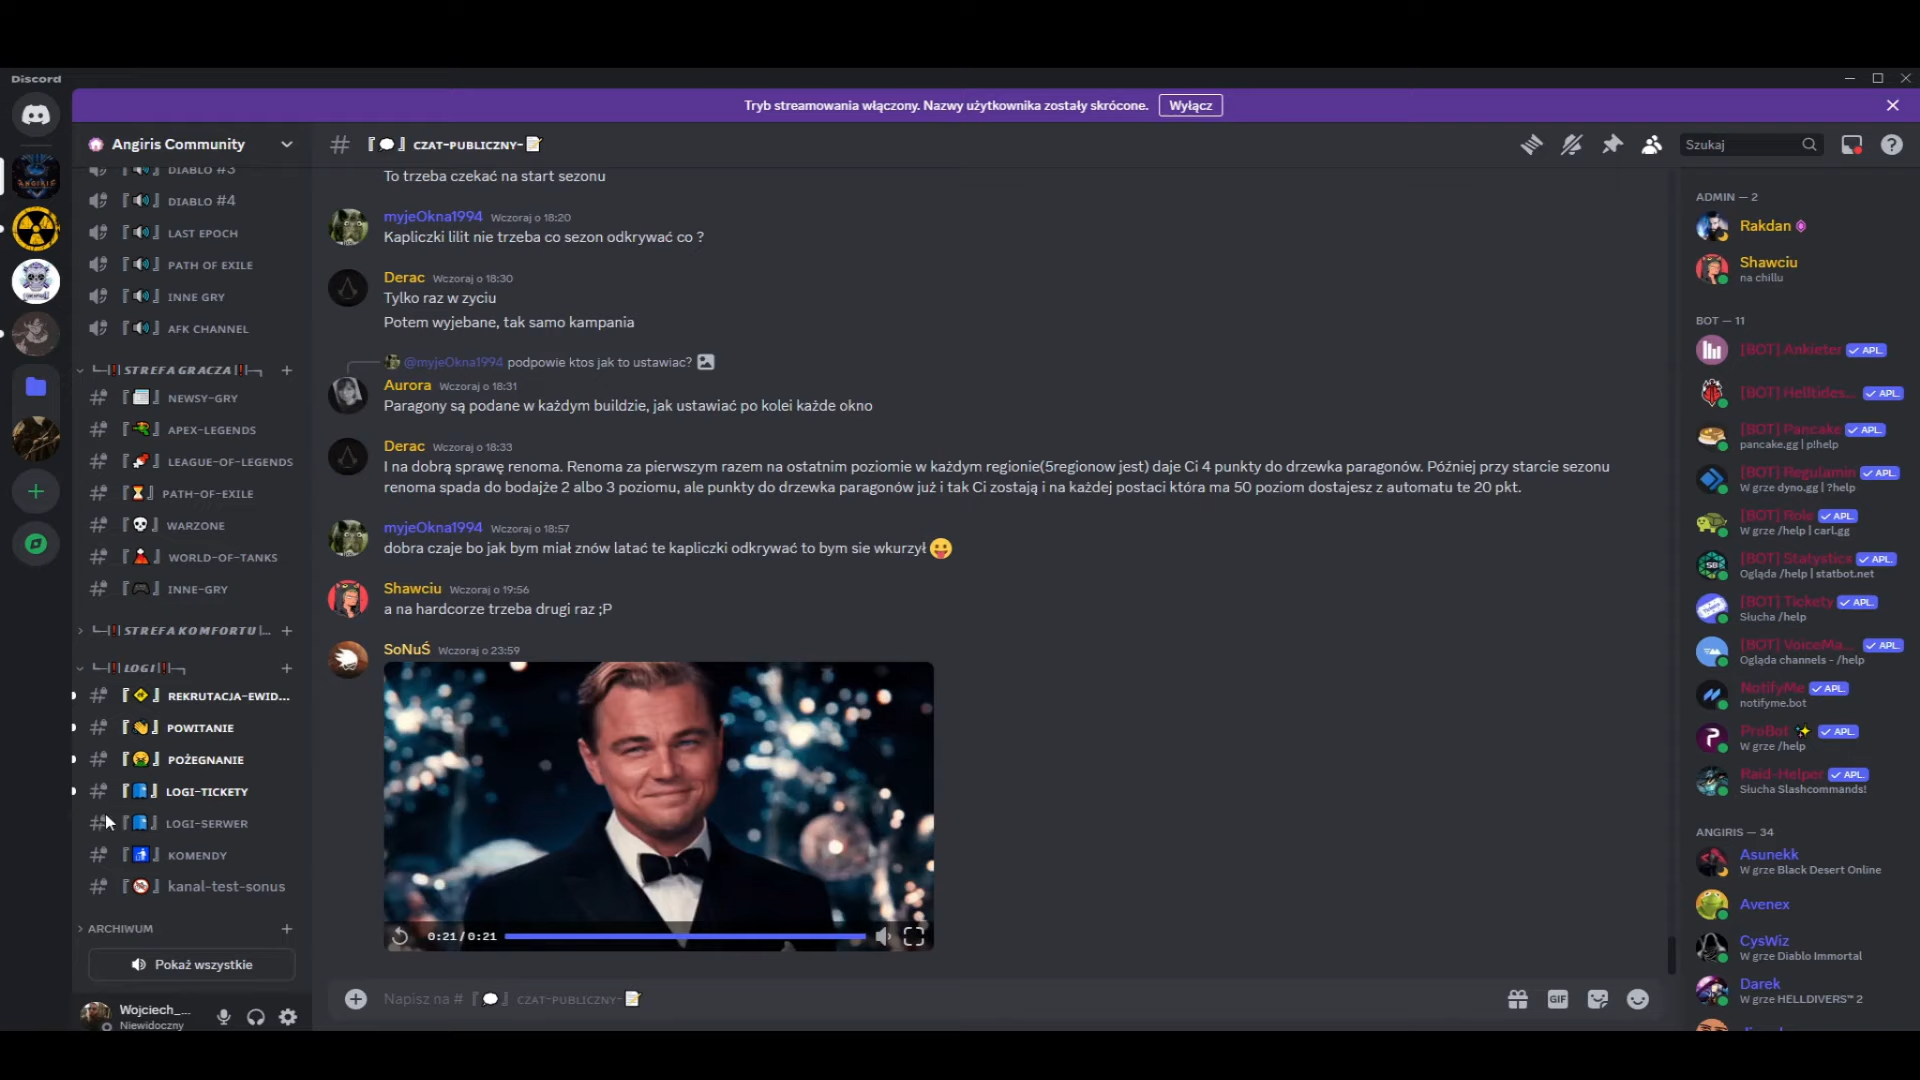 Discord
Tryb streamowania włączony. Nazwy użytkownika zostały skrócone. Wyłącz
Angiris Community
『💬』 CZAT-PUBLICZNY-📝
Szukaj
DIABLO #3
『🔊』 DIABLO #4
『🔊』 LAST EPOCH
『🔊』 PATH OF EXILE
『🔊』 INNE GRY
『🔊』 AFK CHANNEL
STREFA GRACZA
NEWSY-GRY
APEX-LEGENDS
LEAGUE-OF-LEGENDS
PATH-OF-EXILE
WARZONE
WORLD-OF-TANKS
INNE-GRY
STREFA KOMFORTU |...
LOGI
REKRUTACJA-EWID...
POWITANIE
POŻEGNANIE
LOGI-TICKETY
LOGI-SERWER
KOMENDY
kanal-test-sonus
ARCHIWUM
Pokaż wszystkie
Wojciech_...
Niewidoczny
To trzeba czekać na start sezonu
myjeOkna1994 Wczoraj o 18:20
Kapliczki lilit nie trzeba co sezon odkrywać co ?
Derac Wczoraj o 18:30
Tylko raz w zyciu
Potem wyjebane, tak samo kampania
@myjeOkna1994 podpowie ktos jak to ustawiac?
Aurora Wczoraj o 18:31
Paragony są podane w każdym buildzie, jak ustawiać po kolei każde okno
Derac Wczoraj o 18:33
I na dobrą sprawę renoma. Renoma za pierwszym razem na ostatnim poziomie w każdym regionie(5regionow jest) daje Ci 4 punkty do drzewka paragonów. Później przy starcie sezonu
renoma spada do bodajże 2 albo 3 poziomu, ale punkty do drzewka paragonów już i tak Ci zostają i na każdej postaci która ma 50 poziom dostajesz z automatu te 20 pkt.
myjeOkna1994 Wczoraj o 18:57
dobra czaje bo jak bym miał znów latać te kapliczki odkrywać to bym sie wkurzył 😛
Shawciu Wczoraj o 19:56
a na hardcorze trzeba drugi raz ;P
SoNuŚ Wczoraj o 23:59
0:21/0:21
Napisz na # 『💬』 CZAT-PUBLICZNY-📝
GIF
ADMIN — 2
Rakdan
Shawciu
na chillu
BOT — 11
[BOT] Ankieter ✓ APL.
[BOT] Helltides... ✓ APL.
[BOT] Pancake ✓ APL.
pancake.gg | p!help
[BOT] Regulamin ✓ APL.
W grze dyno.gg | ?help
[BOT] Role ✓ APL.
W grze /help | carl.gg
[BOT] Statystics ✓ APL.
Ogląda /help | statbot.net
[BOT] Tickety ✓ APL.
Słucha /help
[BOT] VoiceMa... ✓ APL.
Ogląda channels - /help
NotifyMe ✓ APL.
notifyme.bot
ProBot ✨ ✓ APL.
W grze /help
Raid-Helper ✓ APL.
Słucha Slashcommands!
ANGIRIS — 34
Asunekk
W grze Black Desert Online
Avenex
CysWiz
W grze Diablo Immortal
Darek
W grze HELLDIVERS™ 2